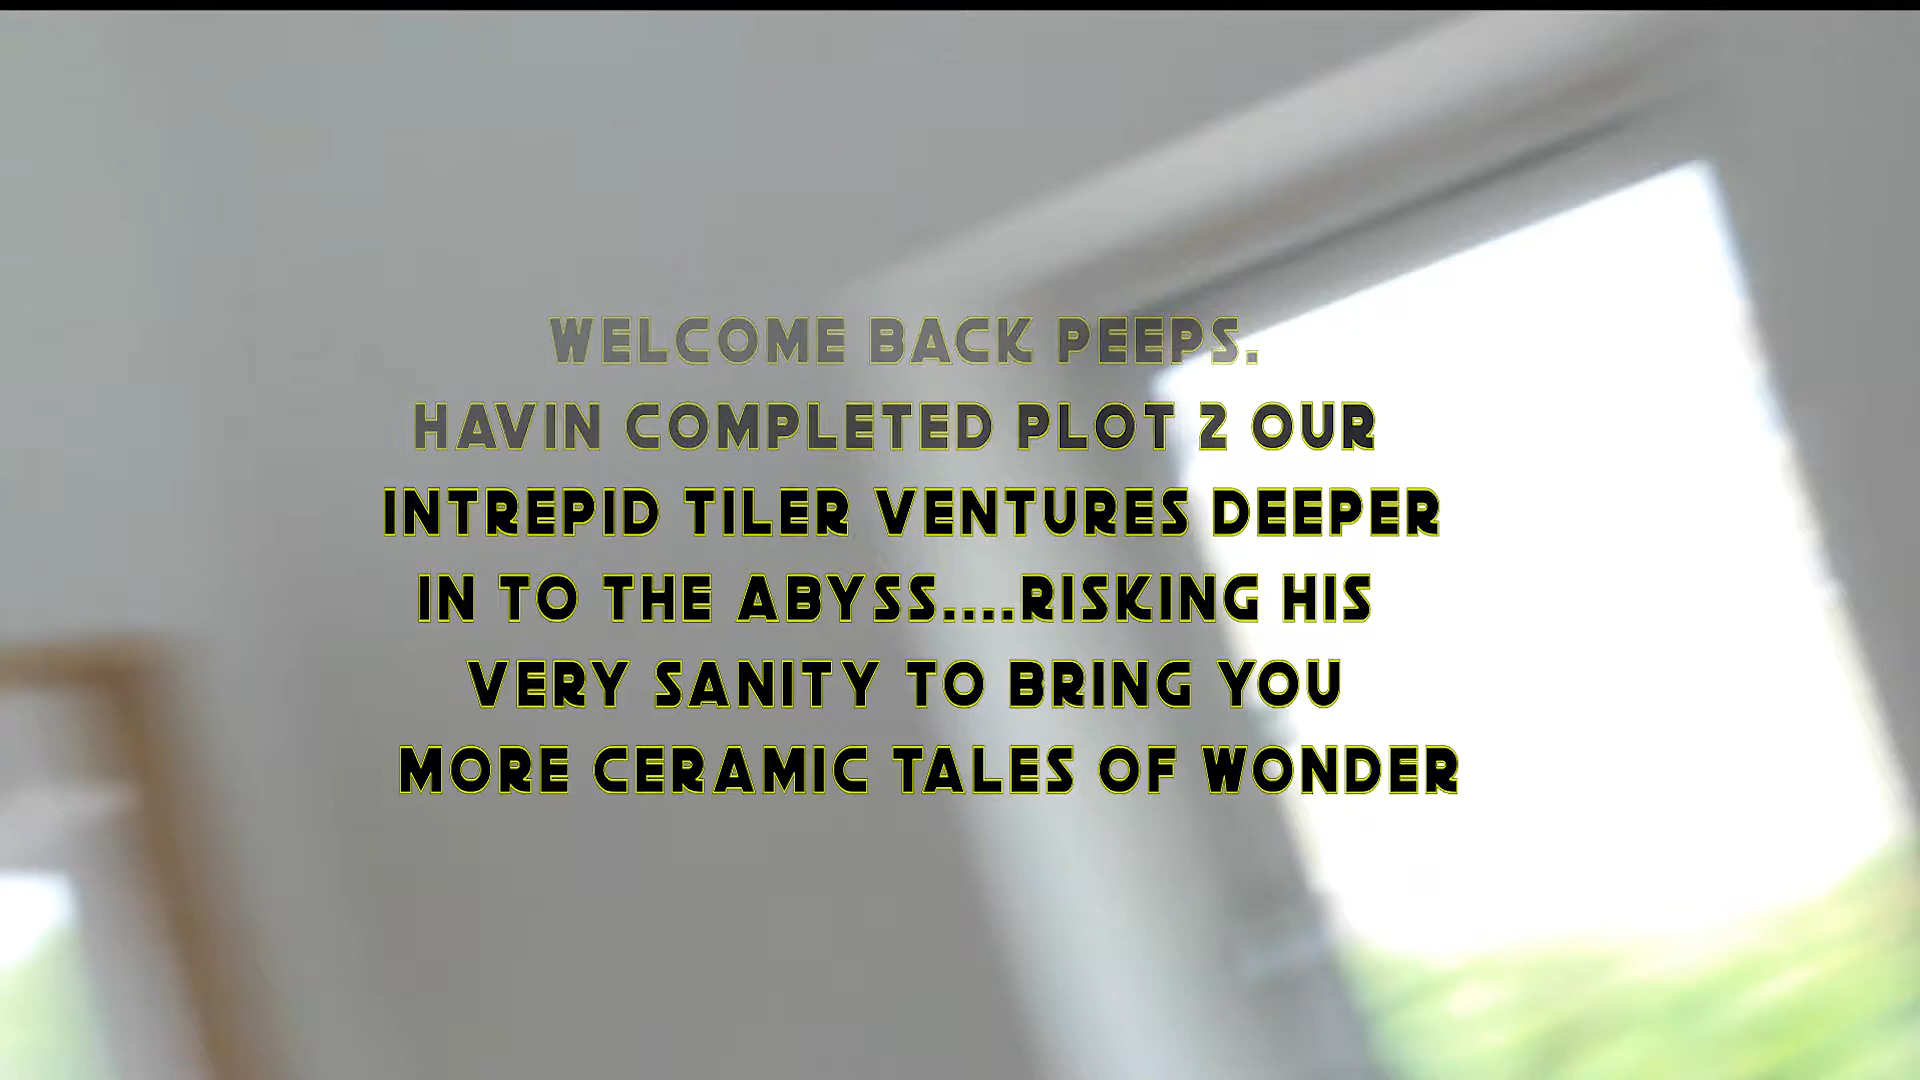 WELCOME BACK PEEPS.
HAVIN COMPLETED PLOT 2 OUR
INTREPID TILER VENTURES DEEPER
IN TO THE ABYSS....RISKING HIS
VERY SANITY TO BRING YOU
MORE CERAMIC TALES OF WONDER